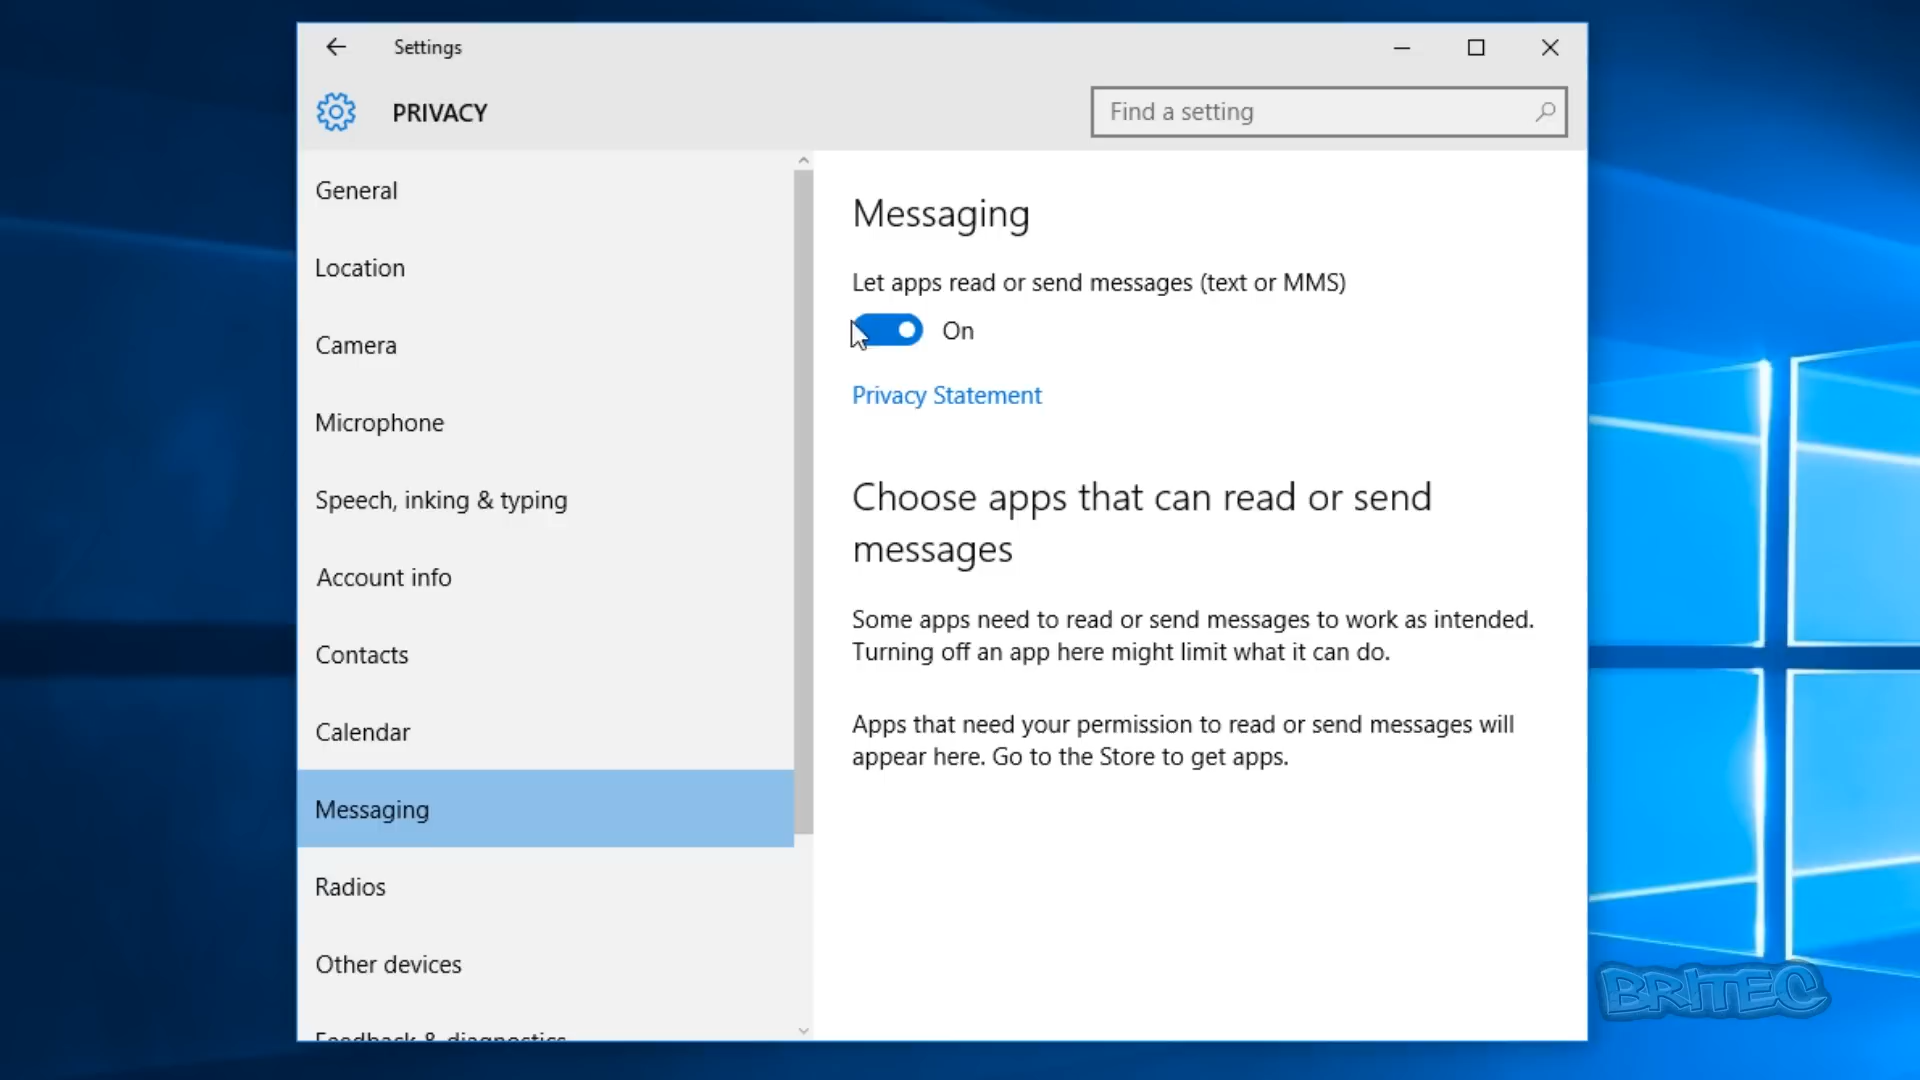 Settings
PRIVACY
Find a setting
General
Location
Camera
Microphone
Speech, inking & typing
Account info
Contacts
Calendar
Messaging
Radios
Other devices
Feedback & diagnostics
Messaging
Let apps read or send messages (text or MMS)
On
Privacy Statement
Choose apps that can read or send
messages
Some apps need to read or send messages to work as intended.
Turning off an app here might limit what it can do.
Apps that need your permission to read or send messages will
appear here. Go to the Store to get apps.
BRITEC